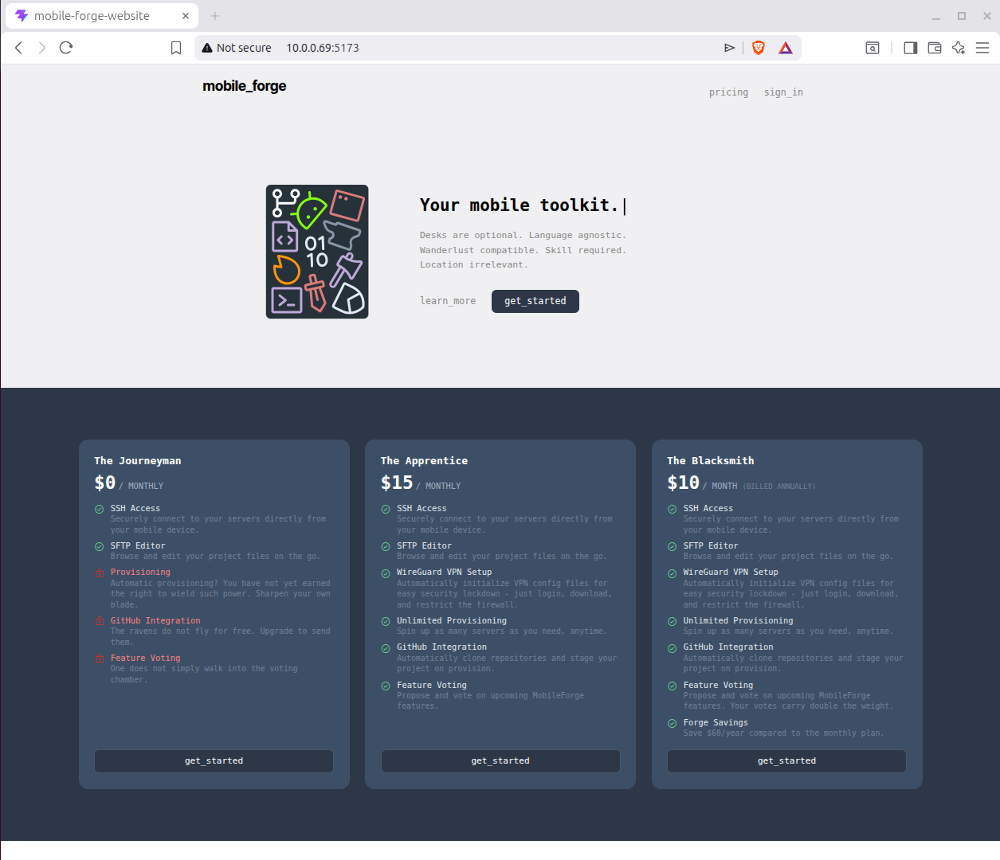 mobile-forge-website
Not secure 10.0.0.69:5173
mobile_forge
pricing sign_in
01
10
Your mobile toolkit.
Desks are optional. Language agnostic.
Wanderlust compatible. Skill required.
Location irrelevant.
learn_more get_started
The Journeyman
$0 / MONTHLY
SSH Access
Securely connect to your servers directly from
your mobile device.
SFTP Editor
Browse and edit your project files on the go.
Provisioning
Automatic provisioning? You have not yet earned
the right to wield such power. Sharpen your own
blade.
GitHub Integration
The ravens do not fly for free. Upgrade to send
them.
Feature Voting
One does not simply walk into the voting
chamber.
get_started
The Apprentice
$15 / MONTHLY
SSH Access
Securely connect to your servers directly from
your mobile device.
SFTP Editor
Browse and edit your project files on the go.
WireGuard VPN Setup
Automatically initialize VPN config files for
easy security lockdown - just login, download,
and restrict the firewall.
Unlimited Provisioning
Spin up as many servers as you need, anytime.
GitHub Integration
Automatically clone repositories and stage your
project on provision.
Feature Voting
Propose and vote on upcoming MobileForge
features.
get_started
The Blacksmith
$10 / MONTH (BILLED ANNUALLY)
SSH Access
Securely connect to your servers directly from
your mobile device.
SFTP Editor
Browse and edit your project files on the go.
WireGuard VPN Setup
Automatically initialize VPN config files for
easy security lockdown - just login, download,
and restrict the firewall.
Unlimited Provisioning
Spin up as many servers as you need, anytime.
GitHub Integration
Automatically clone repositories and stage your
project on provision.
Feature Voting
Propose and vote on upcoming MobileForge
features. Your votes carry double the weight.
Forge Savings
Save $60/year compared to the monthly plan.
get_started